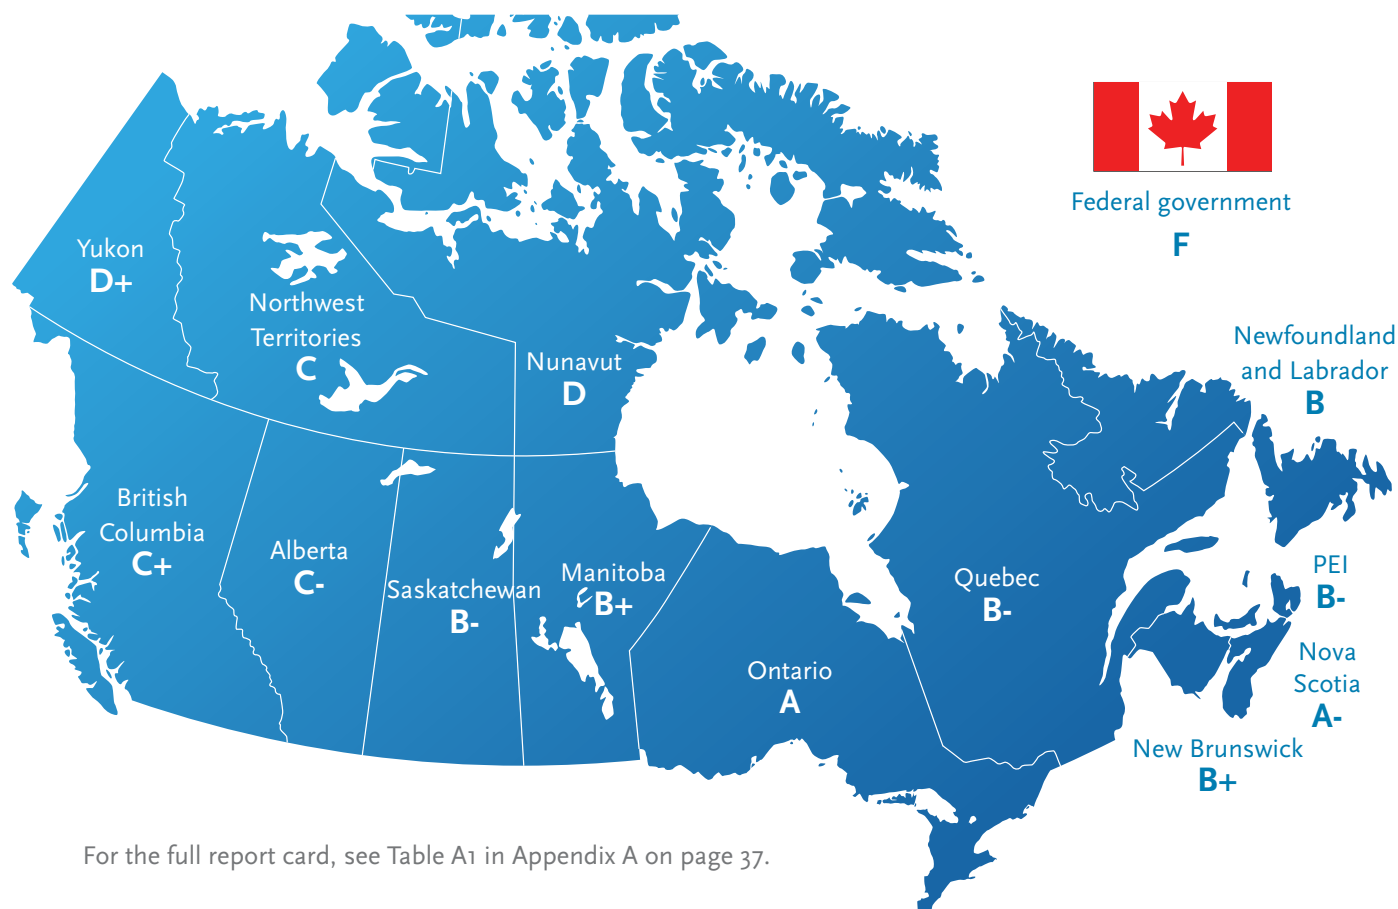 Federal government
F
Yukon
D+
Northwest
Territories
C
Nunavut
D
Newfoundland
and Labrador
B
British
Columbia
C+
Alberta
C-
Saskatchewan
B-
Manitoba
B+
Ontario
A
Quebec
B-
PEI
B-
Nova
Scotia
A-
New Brunswick
B+
For the full report card, see Table A1 in Appendix A on page 37.